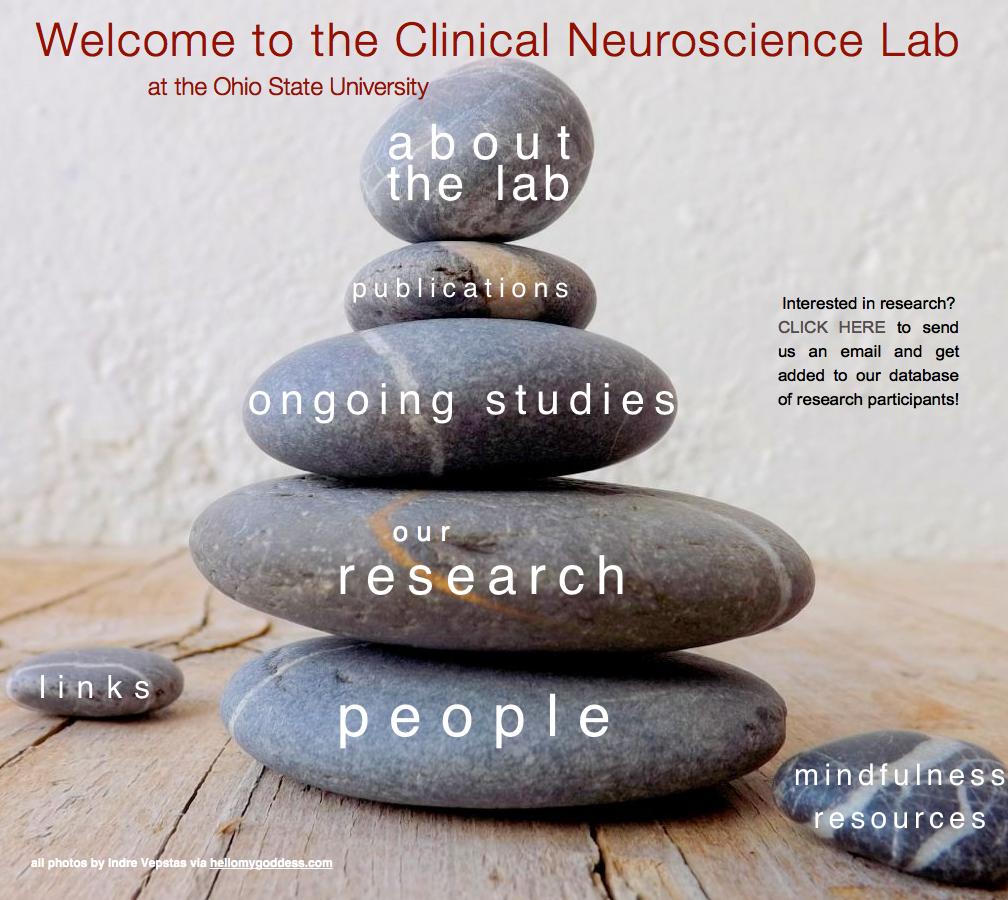 Welcome to the Clinical Neuroscience Lab
at the Ohio State University
about
the lab
publications
Interested in research?
CLICK HERE to send
us an email and get
added to our database
of research participants!
ongoing studies
our
research
links
people
mindfulness
resources
all photos by Indre Vepstas via hellomygoddess.com